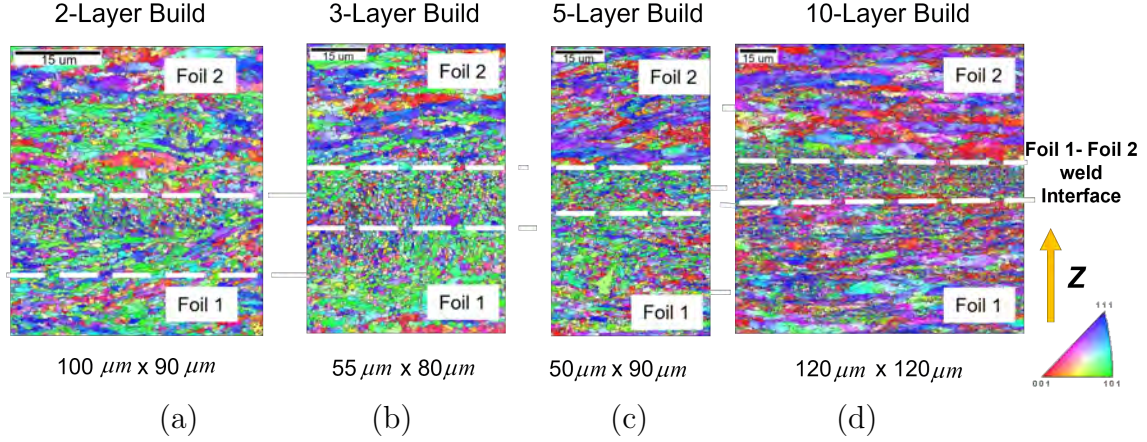 2-Layer Build
3-Layer Build
5-Layer Build
10-Layer Build
15 um
15 um
15 um
15 um
Foil 2
Foil 2
Foil 2
Foil 2
Foil 1- Foil 2
weld
Interface
Z
Foil 1
Foil 1
Foil 1
Foil 1
111
001
101
100 μm x 90 μm
55 μm x 80μm
50μm x 90μm
120μm x 120μm
(a)
(b)
(c)
(d)